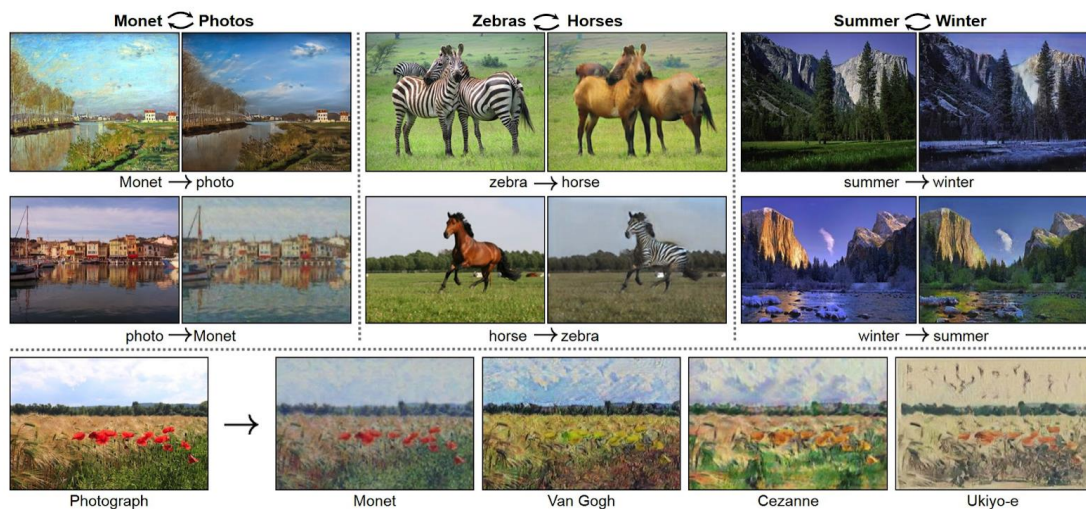 Monet Photos
Zebras Horses
Summer Winter
Monet → photo
zebra → horse
summer → winter
photo → Monet
horse → zebra
winter → summer
Photograph
Monet
Van Gogh
Cezanne
Ukiyo-e